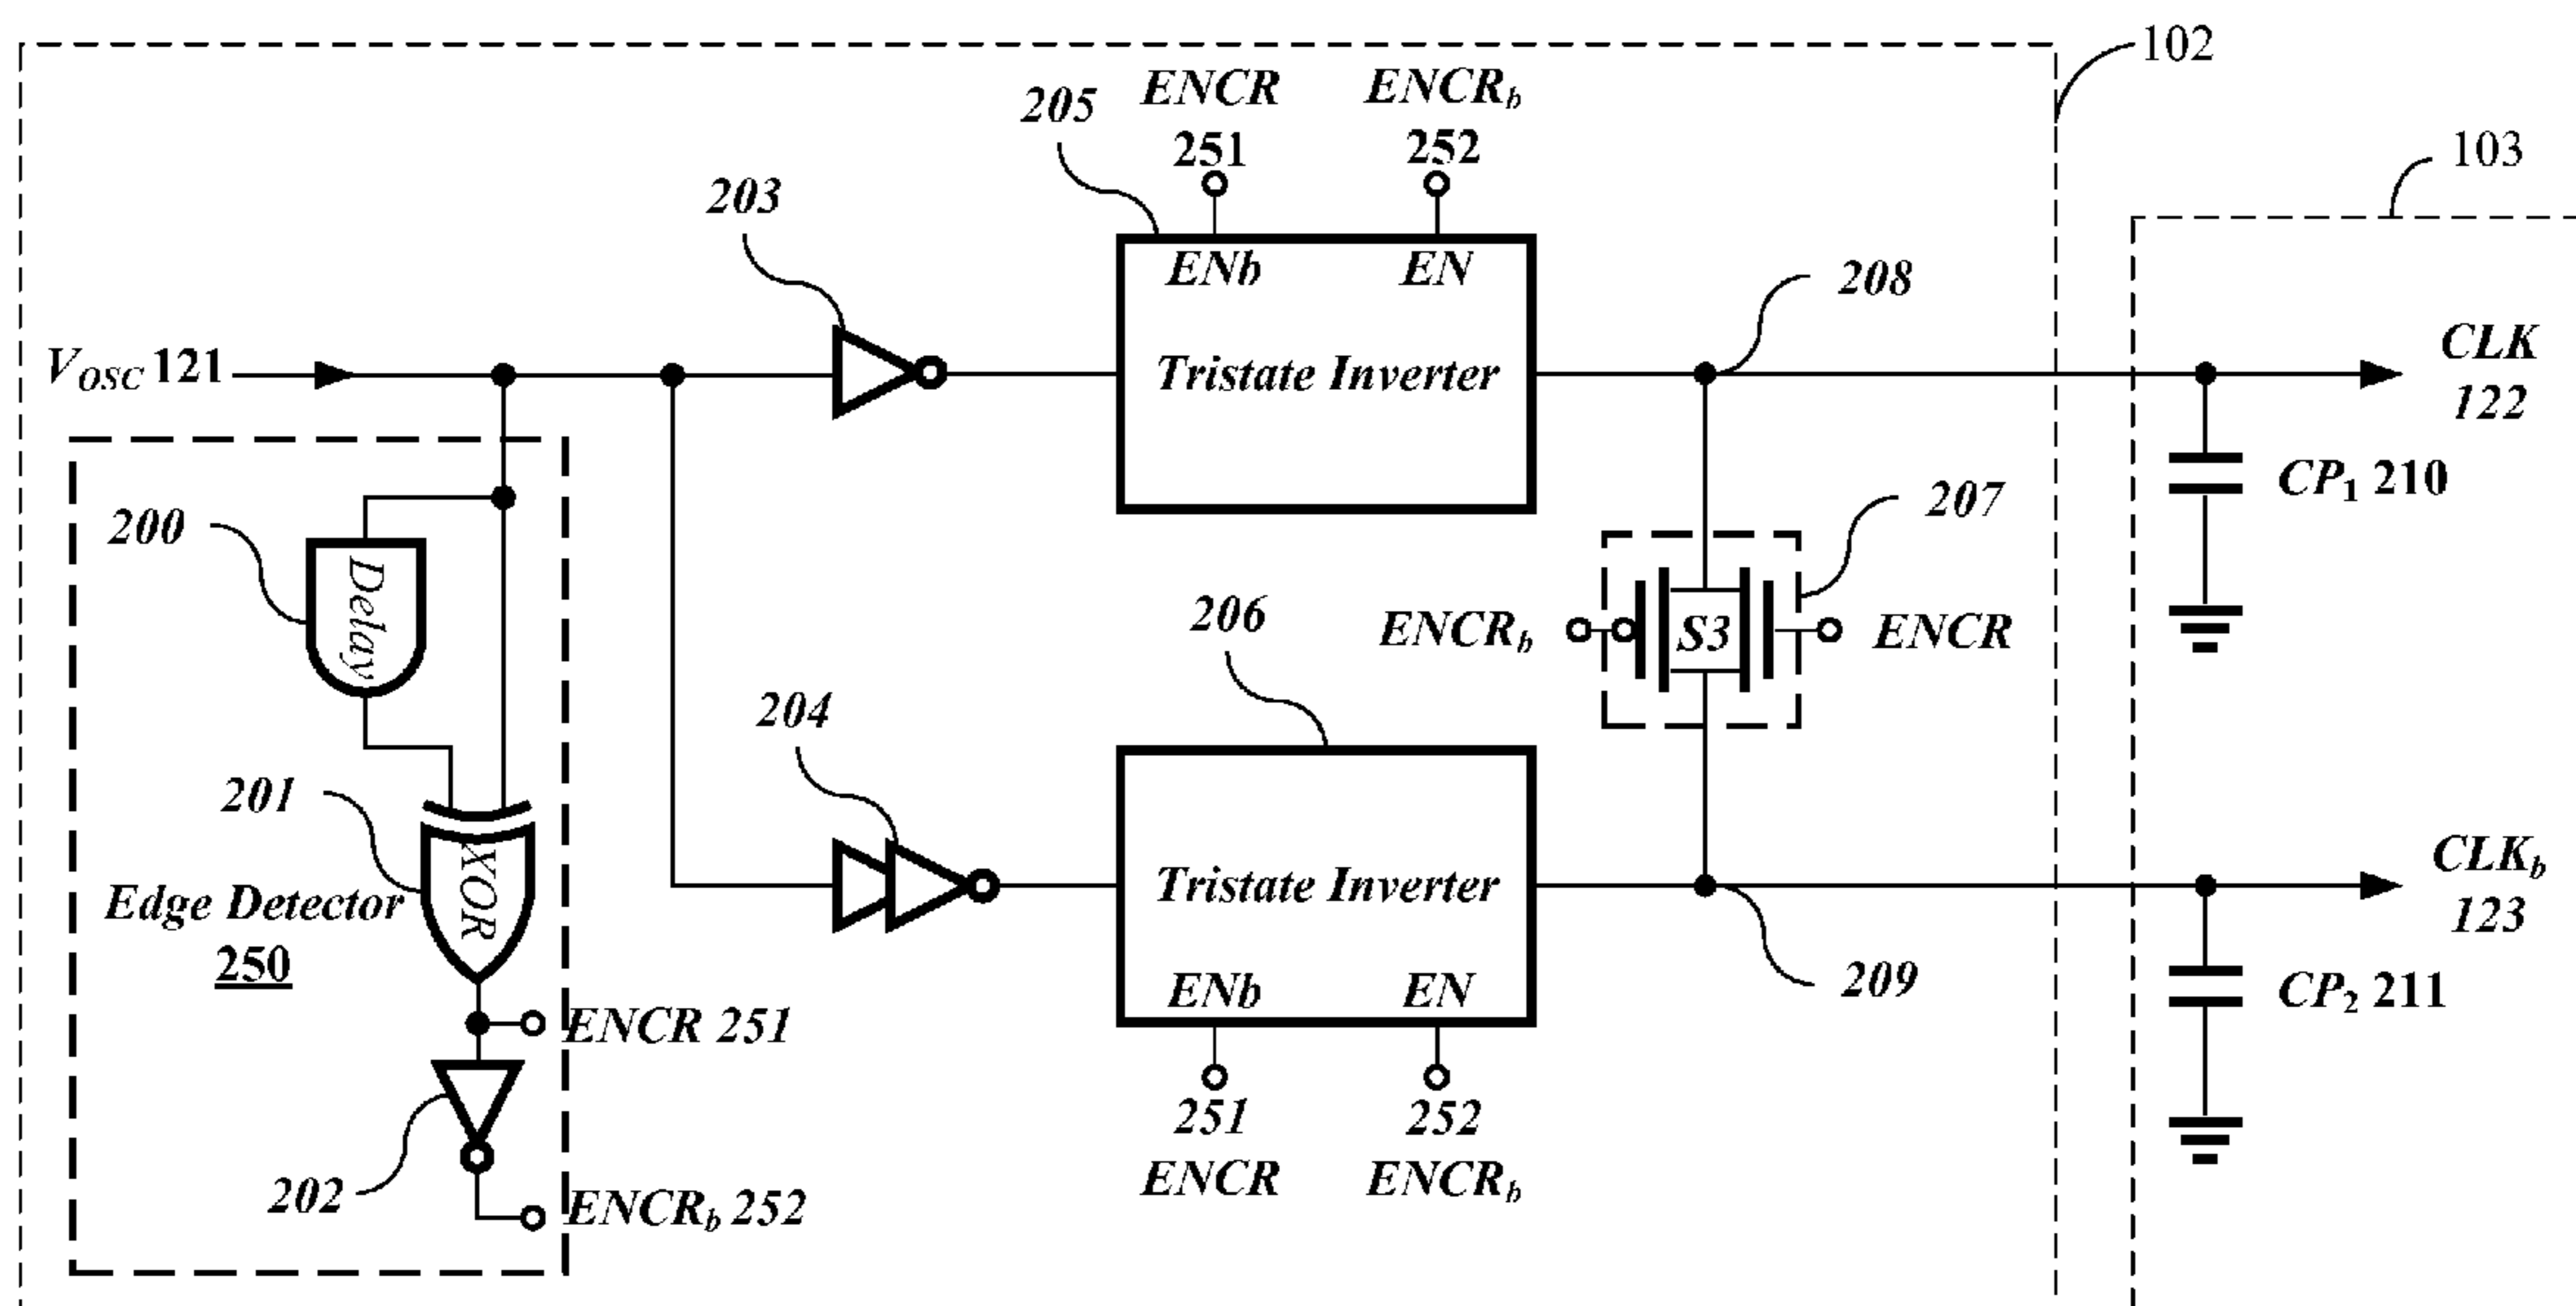 102
ENCR
251
ENCRb
252
205
103
203
ENb
EN
208
VOSC 121
Tristate Inverter
CLK
122
CP1 210
207
200
Delay
ENCRb
S3
ENCR
206
204
201
XOR
Edge Detector
250
Tristate Inverter
CLKb
123
ENb
EN
209
CP2 211
ENCR 251
251
ENCR
252
ENCRb
202
ENCRb 252